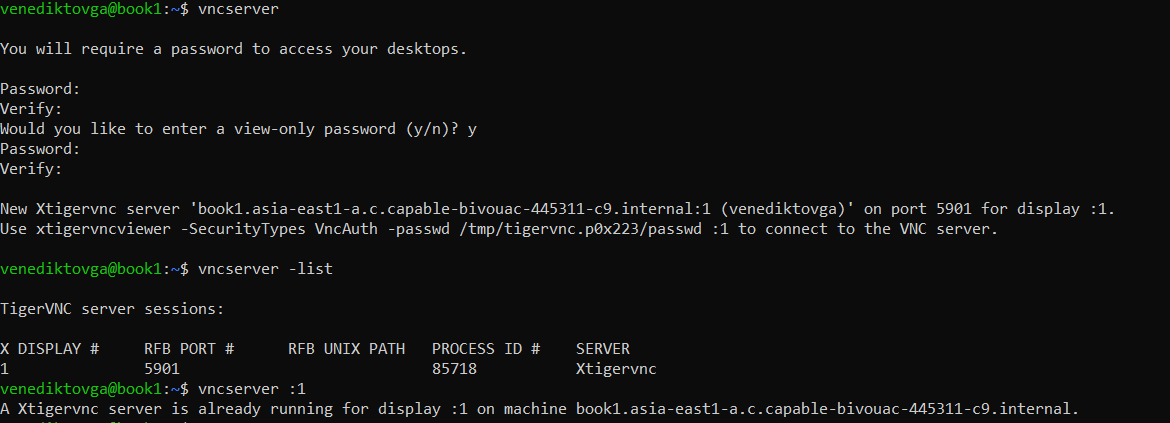 venediktovga@book1:~$ vncserver
You will require a password to access your desktops.
Password:
Verify:
Would you like to enter a view-only password (y/n)? y
Password:
Verify:
New Xtigervnc server 'book1.asia-east1-a.c.capable-bivouac-445311-c9.internal:1 (venediktovga)' on port 5901 for display :1.
Use xtigervncviewer -SecurityTypes VncAuth -passwd /tmp/tigervnc.p0x223/passwd :1 to connect to the VNC server.
venediktovga@book1:~$ vncserver -list
TigerVNC server sessions:
X DISPLAY #     RFB PORT #      RFB UNIX PATH   PROCESS ID #    SERVER
1               5901                            85718           Xtigervnc
venediktovga@book1:~$ vncserver :1
A Xtigervnc server is already running for display :1 on machine book1.asia-east1-a.c.capable-bivouac-445311-c9.internal.